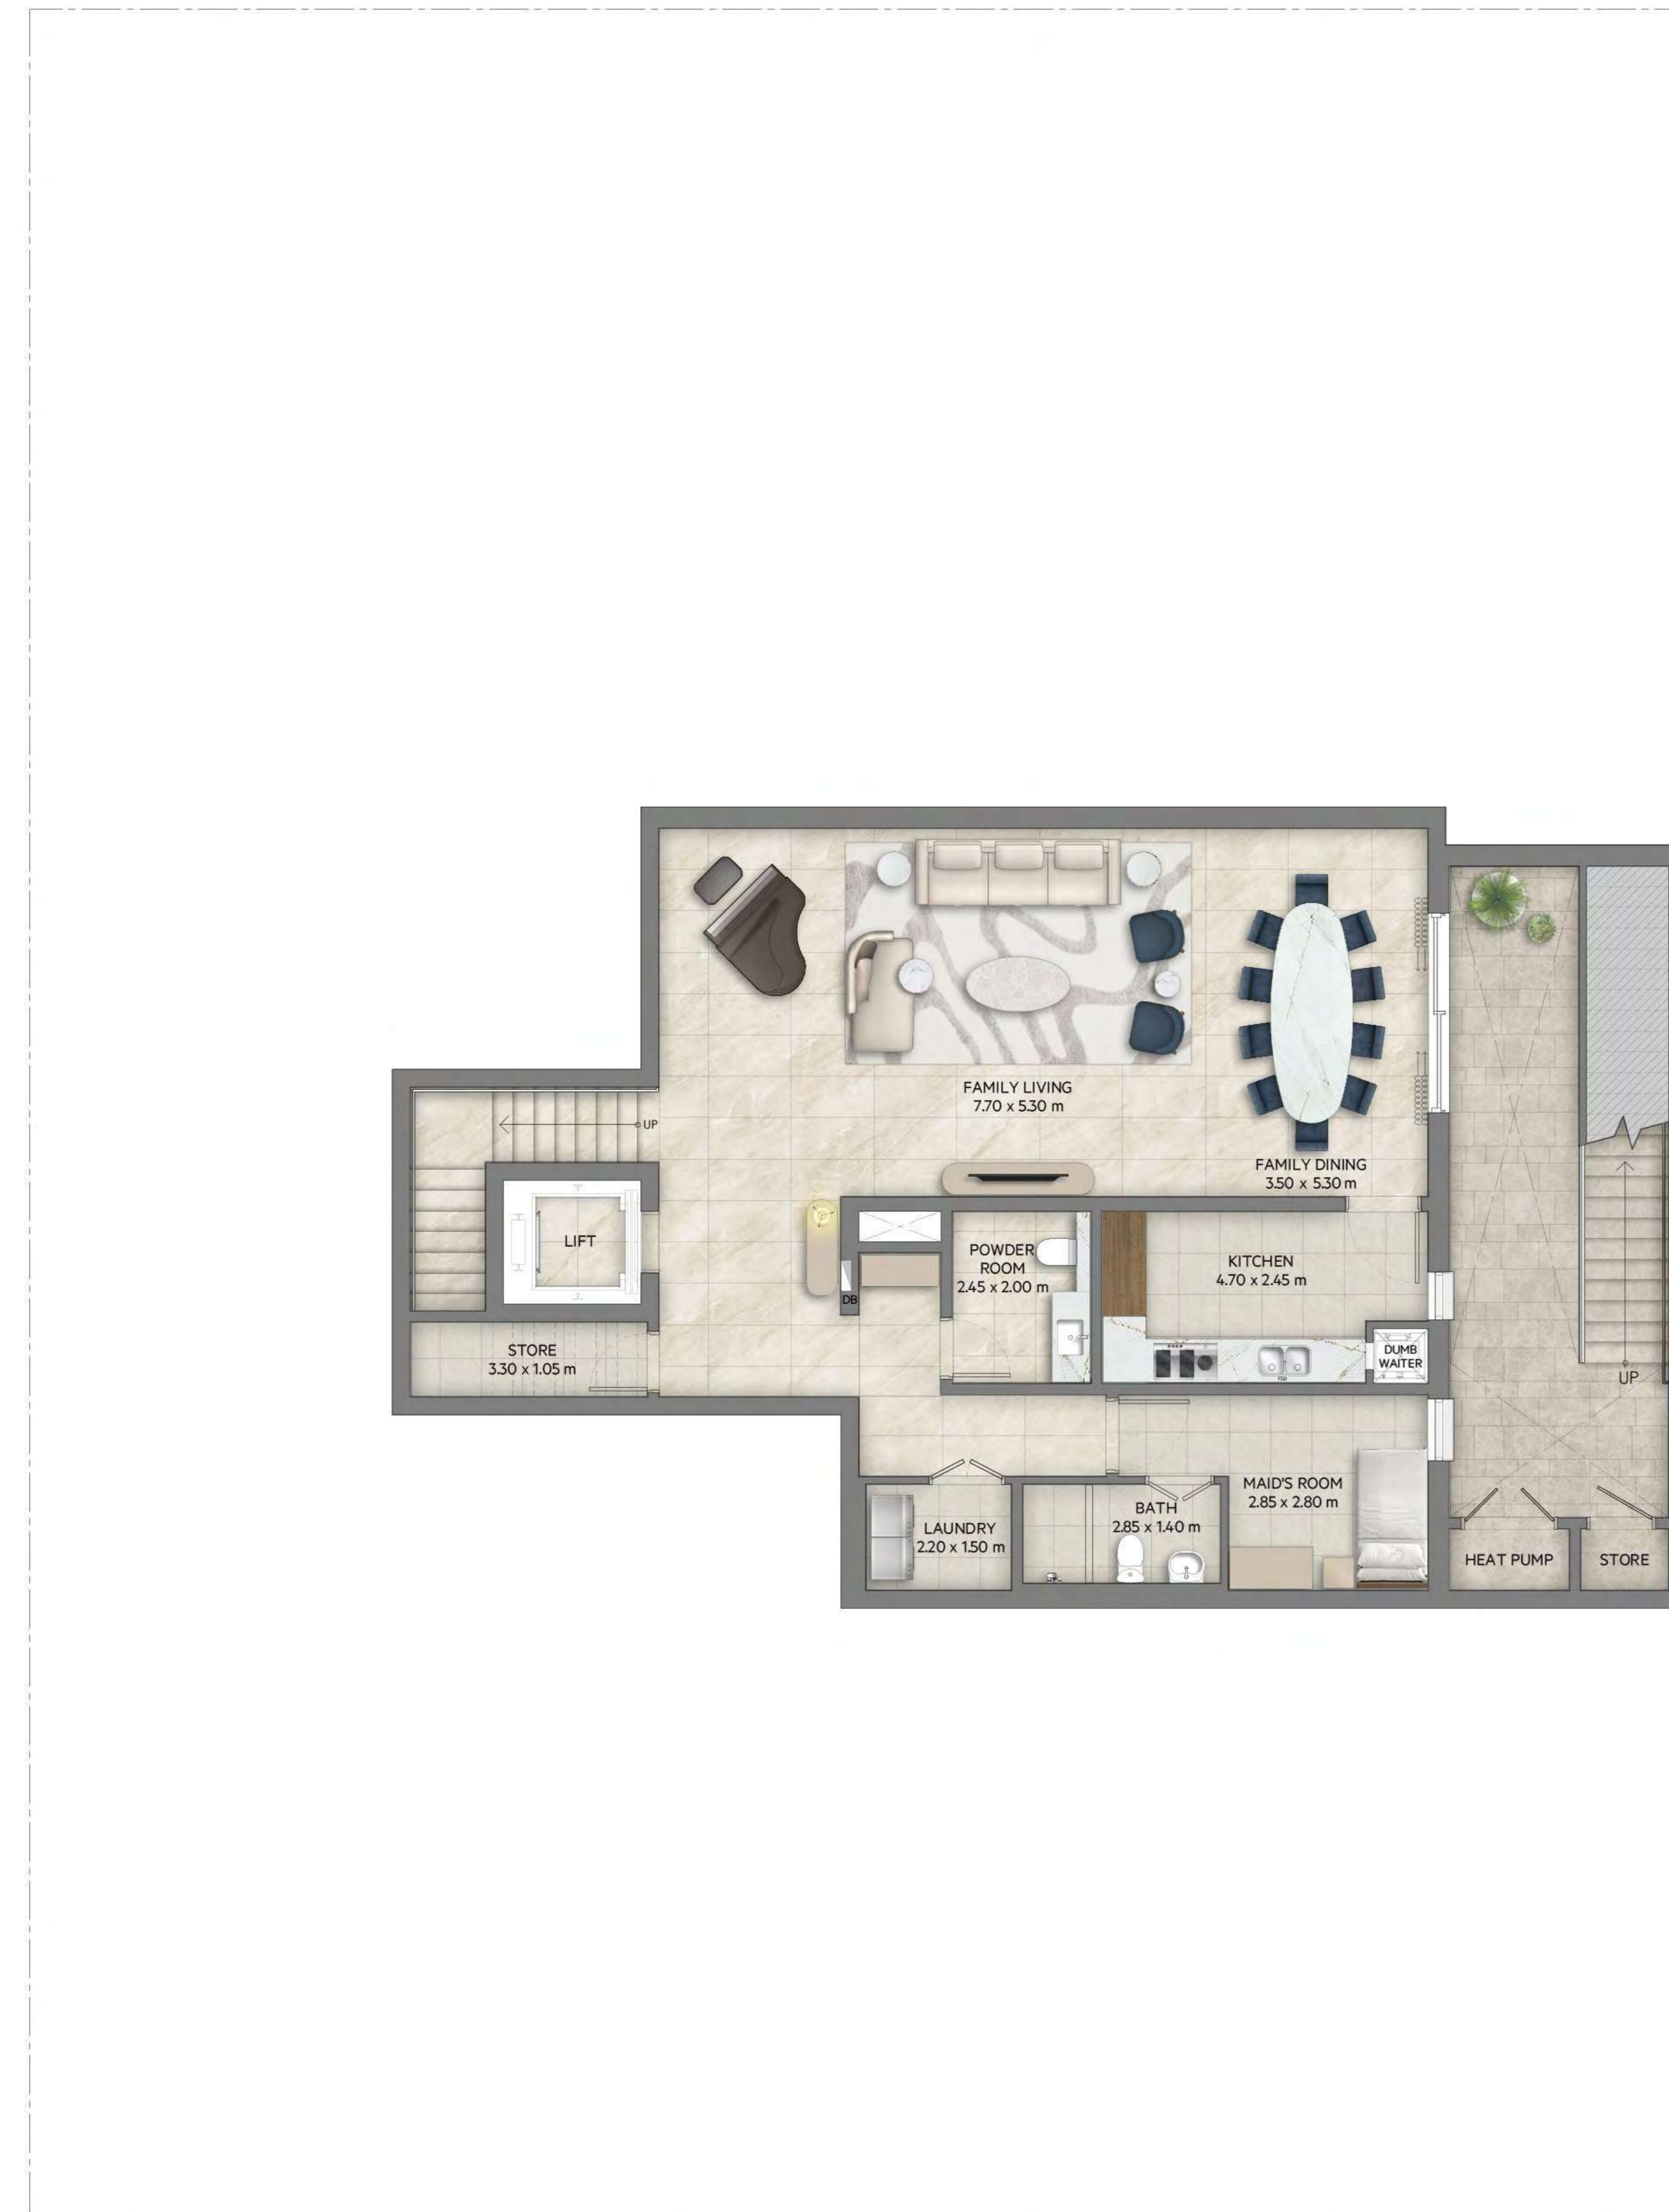 FAMILY LIVING
7.70 x 5.30 m
UP
FAMILY DINING
3.50 x 5.30 m
LIFT
POWDER
ROOM
2.45 x 2.00 m
KITCHEN
4.70 x 2.45 m
DB
STORE
3.30 x 1.05 m
DUMB
WAITER
UP
MAID'S ROOM
2.85 x 2.80 m
BATH
2.85 x 1.40 m
LAUNDRY
2.20 x 1.50 m
HEAT PUMP
STORE